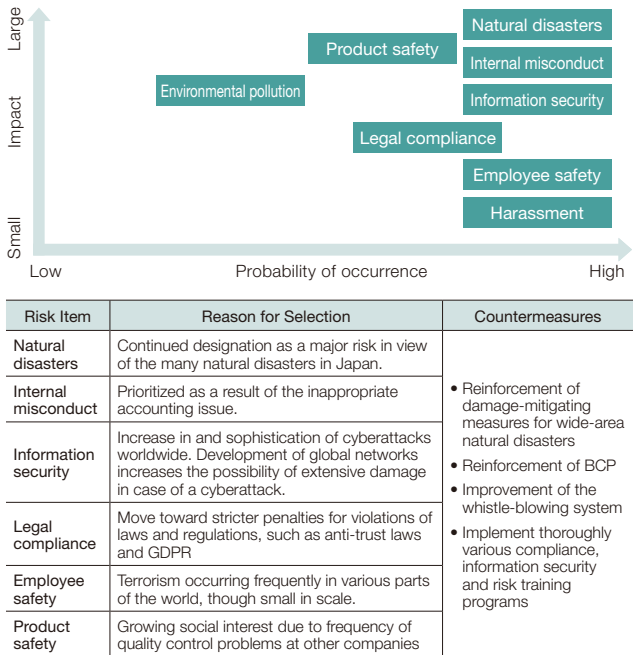 Large
Impact
Small
Natural disasters
Product safety
Internal misconduct
Environmental pollution
Information security
Legal compliance
Employee safety
Harassment
Low
Probability of occurrence
High
Risk Item
Reason for Selection
Countermeasures
Natural
disasters
Continued designation as a major risk in view
of the many natural disasters in Japan.
Internal
misconduct
Prioritized as a result of the inappropriate
accounting issue.
Information
security
Increase in and sophistication of cyberattacks
worldwide. Development of global networks
increases the possibility of extensive damage
in case of a cyberattack.
Legal
compliance
Move toward stricter penalties for violations of
laws and regulations, such as anti-trust laws
and GDPR
Employee
safety
Terrorism occurring frequently in various parts
of the world, though small in scale.
Product
safety
Growing social interest due to frequency of
quality control problems at other companies
• Reinforcement of
damage-mitigating
measures for wide-area
natural disasters
• Reinforcement of BCP
• Improvement of the
whistle-blowing system
• Implement thoroughly
various compliance,
information security
and risk training
programs